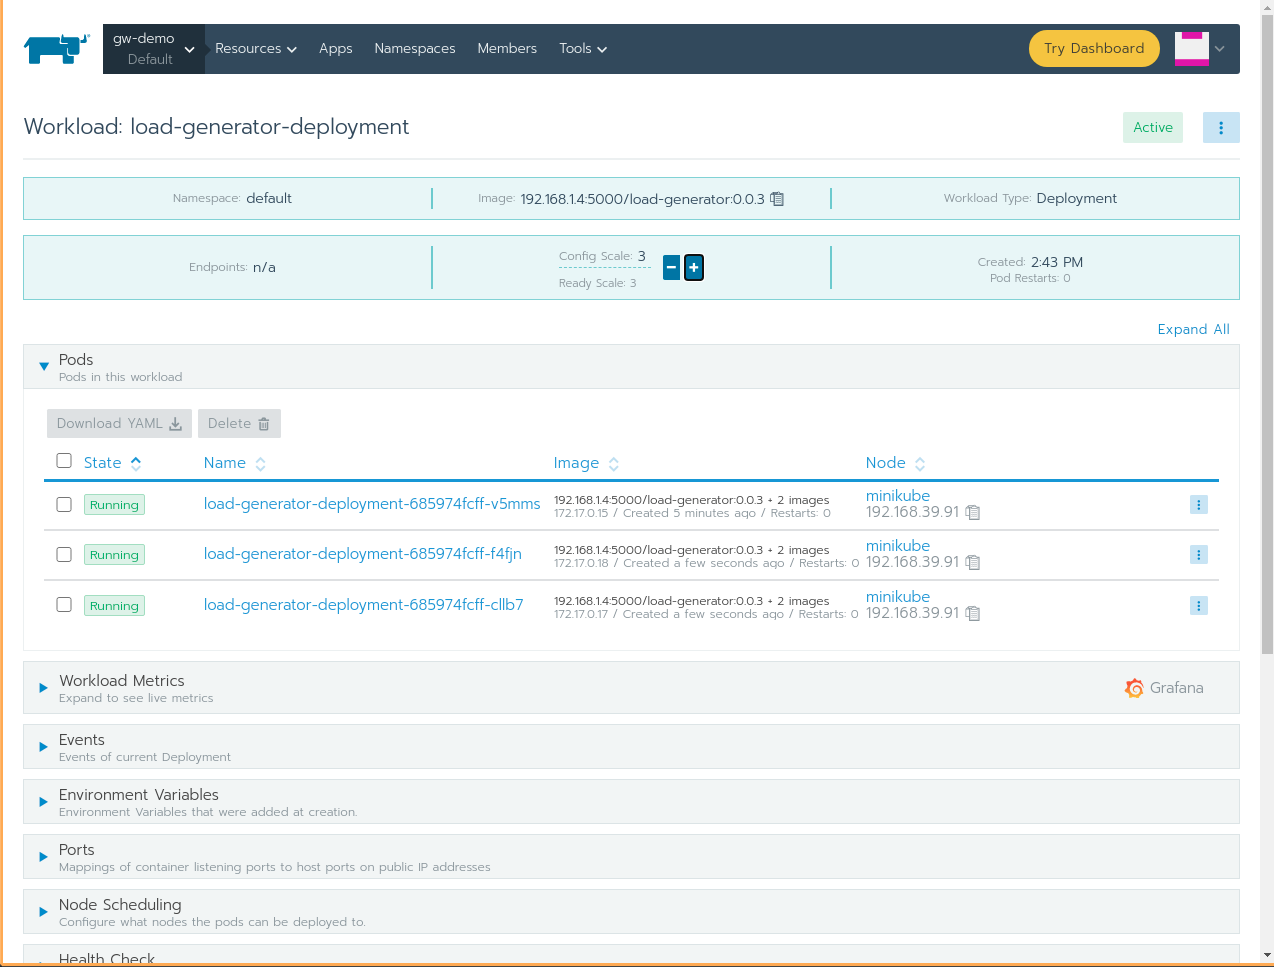 gw-demo
Default
Resources
Apps
Namespaces
Members
Tools
Try Dashboard
Workload: load-generator-deployment
Active
Namespace: default
Image: 192.168.1.4:5000/load-generator:0.0.3
Workload Type: Deployment
Endpoints: n/a
Config Scale: 3
Ready Scale: 3
Created: 2:43 PM
Pod Restarts: 0
Expand All
Pods
Pods in this workload
Download YAML
Delete
State
Name
Image
Node
Running
load-generator-deployment-685974fcff-v5mms
192.168.1.4:5000/load-generator:0.0.3 + 2 images
172.17.0.15 / Created 5 minutes ago / Restarts: 0
minikube
192.168.39.91
Running
load-generator-deployment-685974fcff-f4fjn
192.168.1.4:5000/load-generator:0.0.3 + 2 images
172.17.0.18 / Created a few seconds ago / Restarts: 0
minikube
192.168.39.91
Running
load-generator-deployment-685974fcff-cllb7
192.168.1.4:5000/load-generator:0.0.3 + 2 images
172.17.0.17 / Created a few seconds ago / Restarts: 0
minikube
192.168.39.91
Workload Metrics
Expand to see live metrics
Grafana
Events
Events of current Deployment
Environment Variables
Environment Variables that were added at creation.
Ports
Mappings of container listening ports to host ports on public IP addresses
Node Scheduling
Configure what nodes the pods can be deployed to.
Health Check